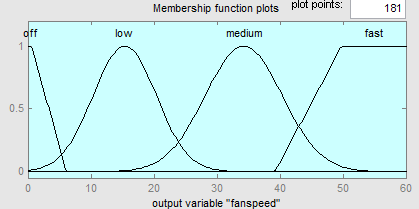 Membership function plots
plot points:
181
off
low
medium
fast
1
0.5
0
0
10
20
30
40
50
60
output variable "fanspeed"